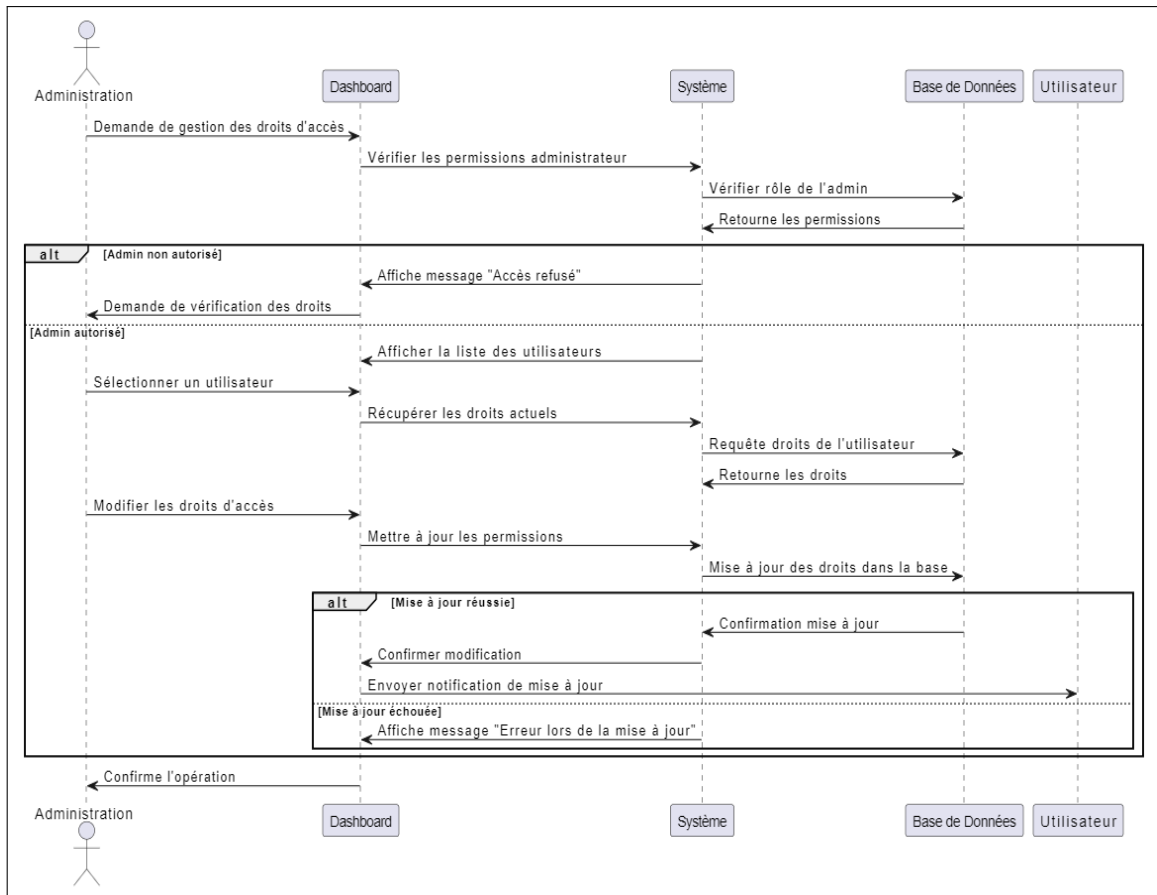 Administration
Dashboard
Système
Base de Données
Utilisateur
Demande de gestion des droits d'accès
Vérifier les permissions administrateur
Vérifier rôle de l'admin
Retourne les permissions
alt
[Admin non autorisé]
Affiche message "Accès refusé"
Demande de vérification des droits
[Admin autorisé]
Afficher la liste des utilisateurs
Sélectionner un utilisateur
Récupérer les droits actuels
Requête droits de l'utilisateur
Retourne les droits
Modifier les droits d'accès
Mettre à jour les permissions
Mise à jour des droits dans la base
alt
[Mise à jour réussie]
Confirmation mise à jour
Confirmer modification
Envoyer notification de mise à jour
[Mise à jour échouée]
Affiche message "Erreur lors de la mise à jour"
Confirme l'opération
Administration
Dashboard
Système
Base de Données
Utilisateur